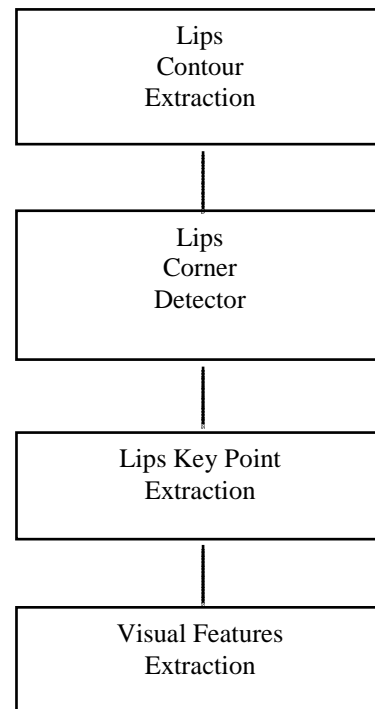 Lips
Contour
Extraction
Lips
Corner
Detector
Lips Key Point
Extraction
Visual Features
Extraction